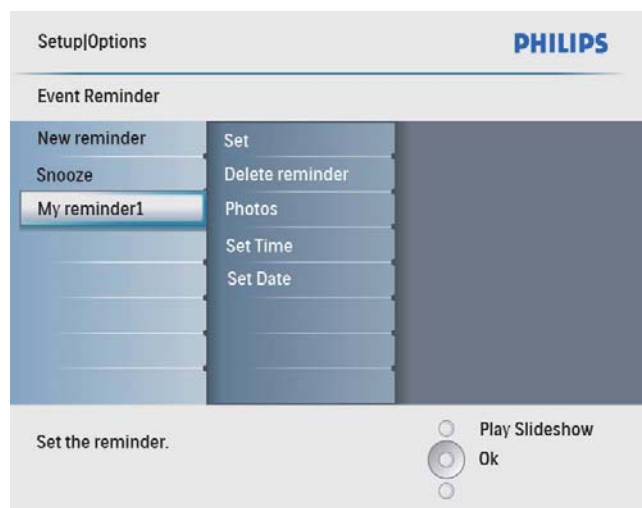 Setup|Options
PHILIPS
Event Reminder
New reminder
Snooze
My reminder1
Set
Delete reminder
Photos
Set Time
Set Date
Set the reminder.
Play Slideshow
Ok